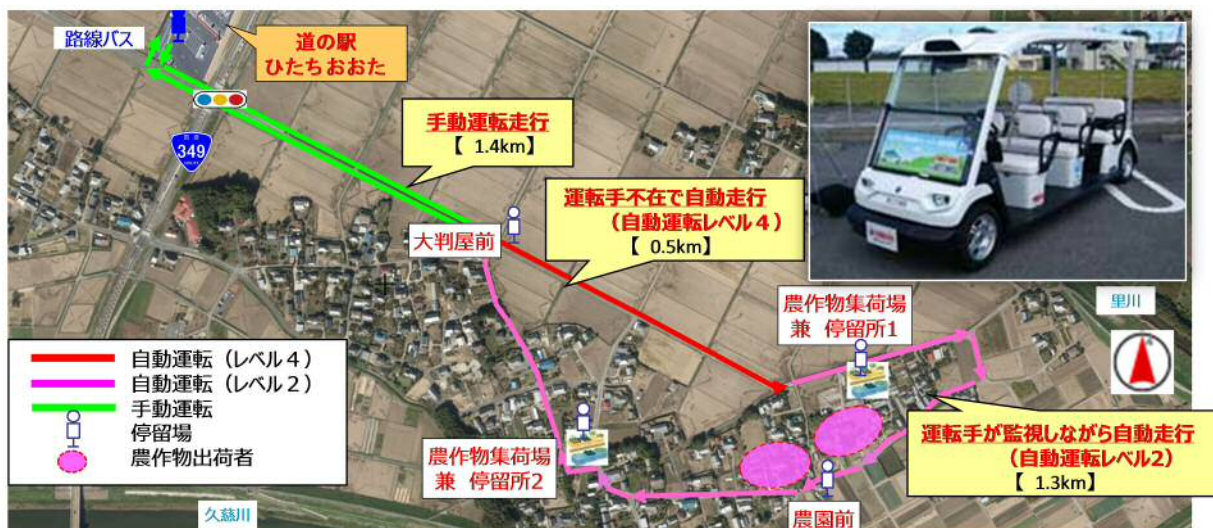 路線バス
道の駅
ひたちおおた
349
手動運転走行
【 1.4km】
運転手不在で自動走行
(自動運転レベル4)
【 0.5km】
大判屋前
農作物集荷場
兼 停留所1
里川
自動運転(レベル4)
自動運転(レベル2)
手動運転
停留場
農作物出荷者
農作物集荷場
兼 停留所2
運転手が監視しながら自動走行
(自動運転レベル2)
【 1.3km】
農園前
久慈川